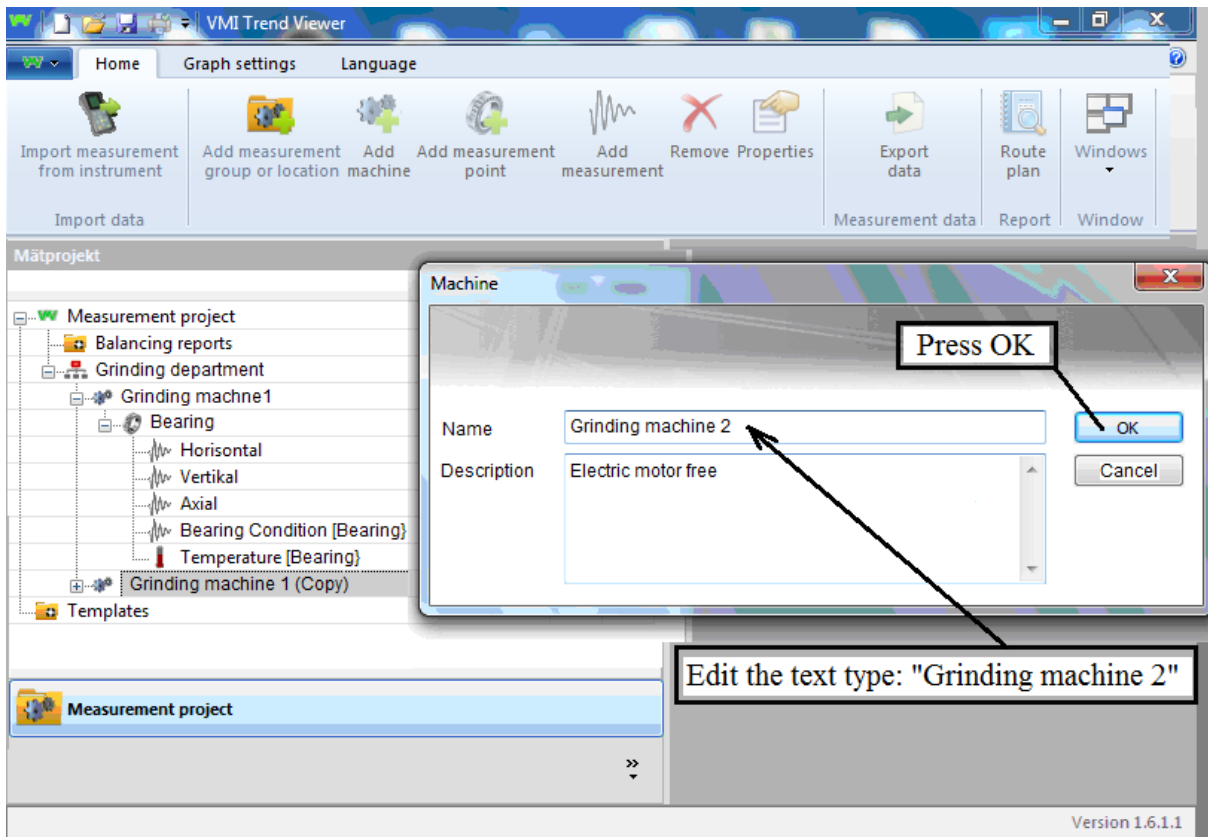 VMI Trend Viewer
Home Graph settings Language
Import measurement from instrument
Add measurement group or location
Add machine
Add measurement point
Add measurement
Remove
Properties
Export data
Route plan
Windows
Import data
Measurement data
Report
Window
Mätprojekt
Measurement project
Balancing reports
Grinding department
Grinding machne1
Bearing
Horisontal
Vertikal
Axial
Bearing Condition [Bearing}
Temperature [Bearing}
Grinding machine 1 (Copy)
Templates
Machine
Press OK
Name Grinding machine 2 OK
Description Electric motor free Cancel
Edit the text type: "Grinding machine 2"
Measurement project
Version 1.6.1.1